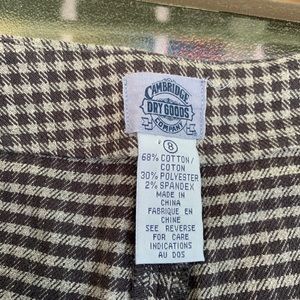 CAMBRIDGE
DRY GOODS
COMPANY
8
68% COTTON/
COTON
30% POLYESTER
2% SPANDEX
MADE IN
CHINA
FABRIQUE EN
CHINE
SEE REVERSE
FOR CARE
INDICATIONS
AU DOS